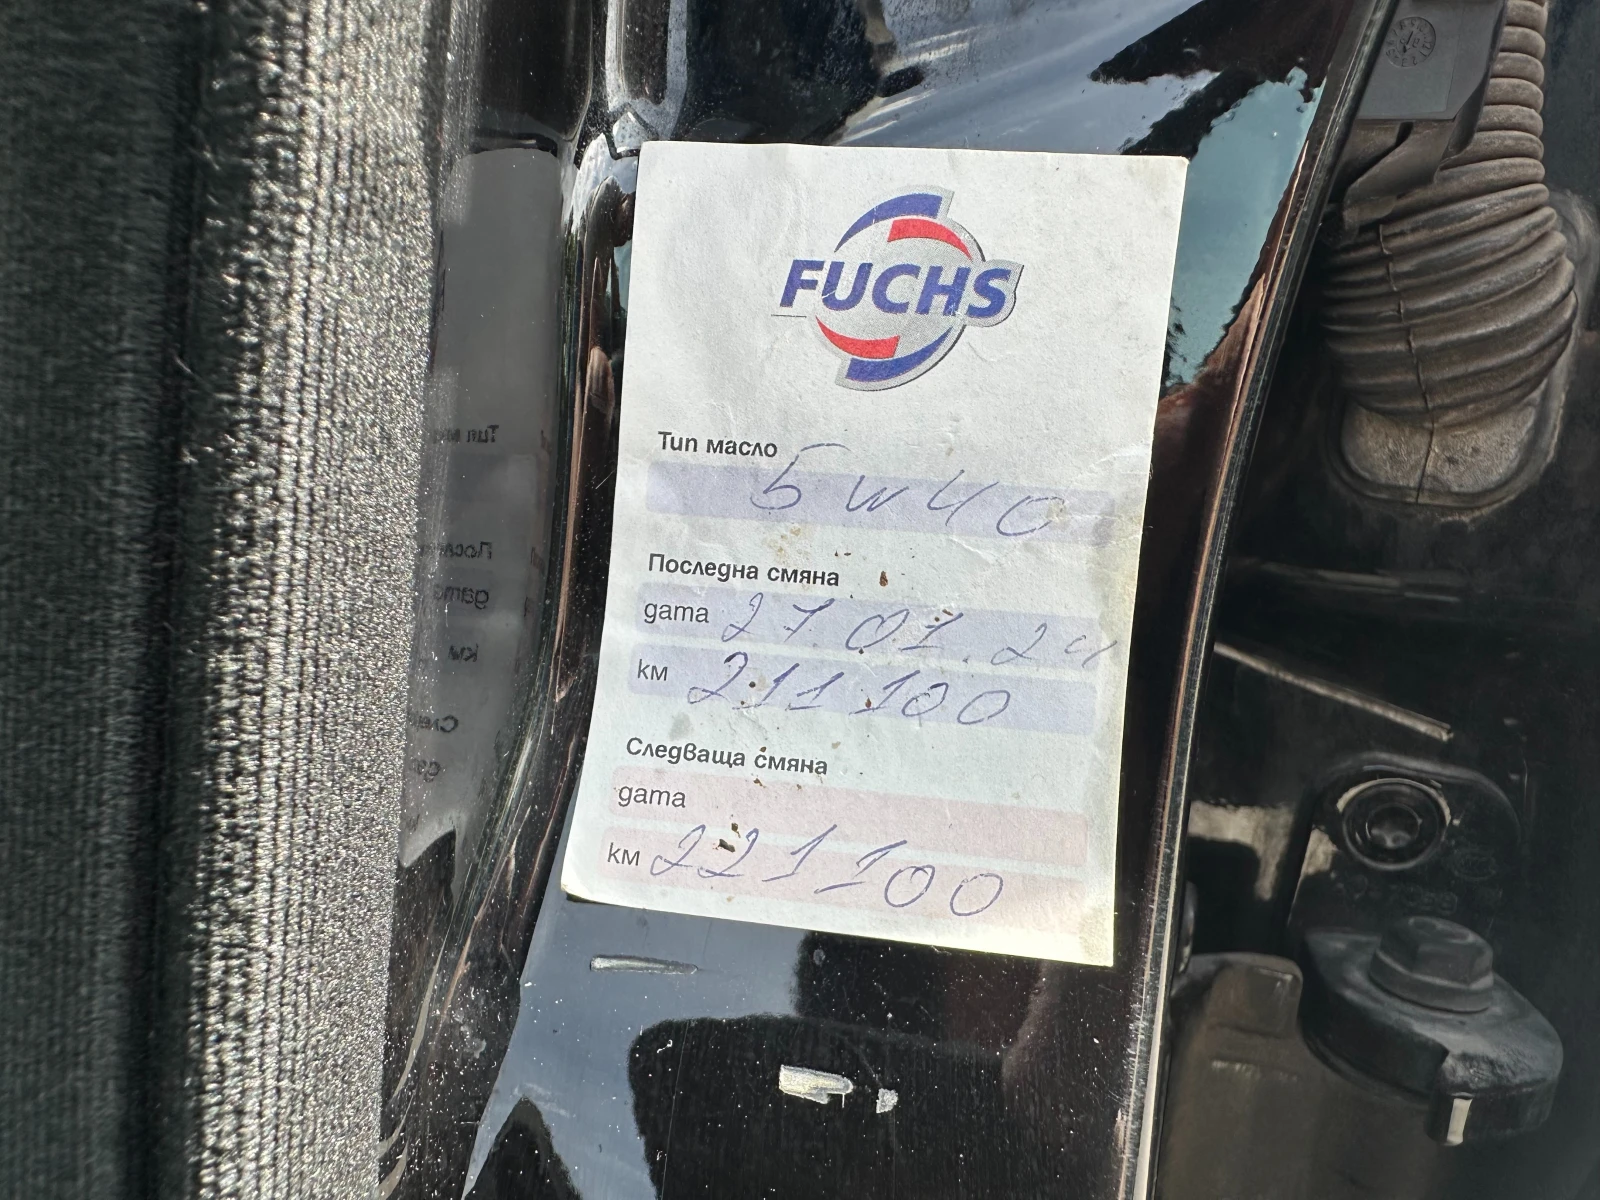 FUCHS
Тип масло
5w40
Последна смяна
дата 27.01.24
км 211100
Следваща смяна
дата
км 221100